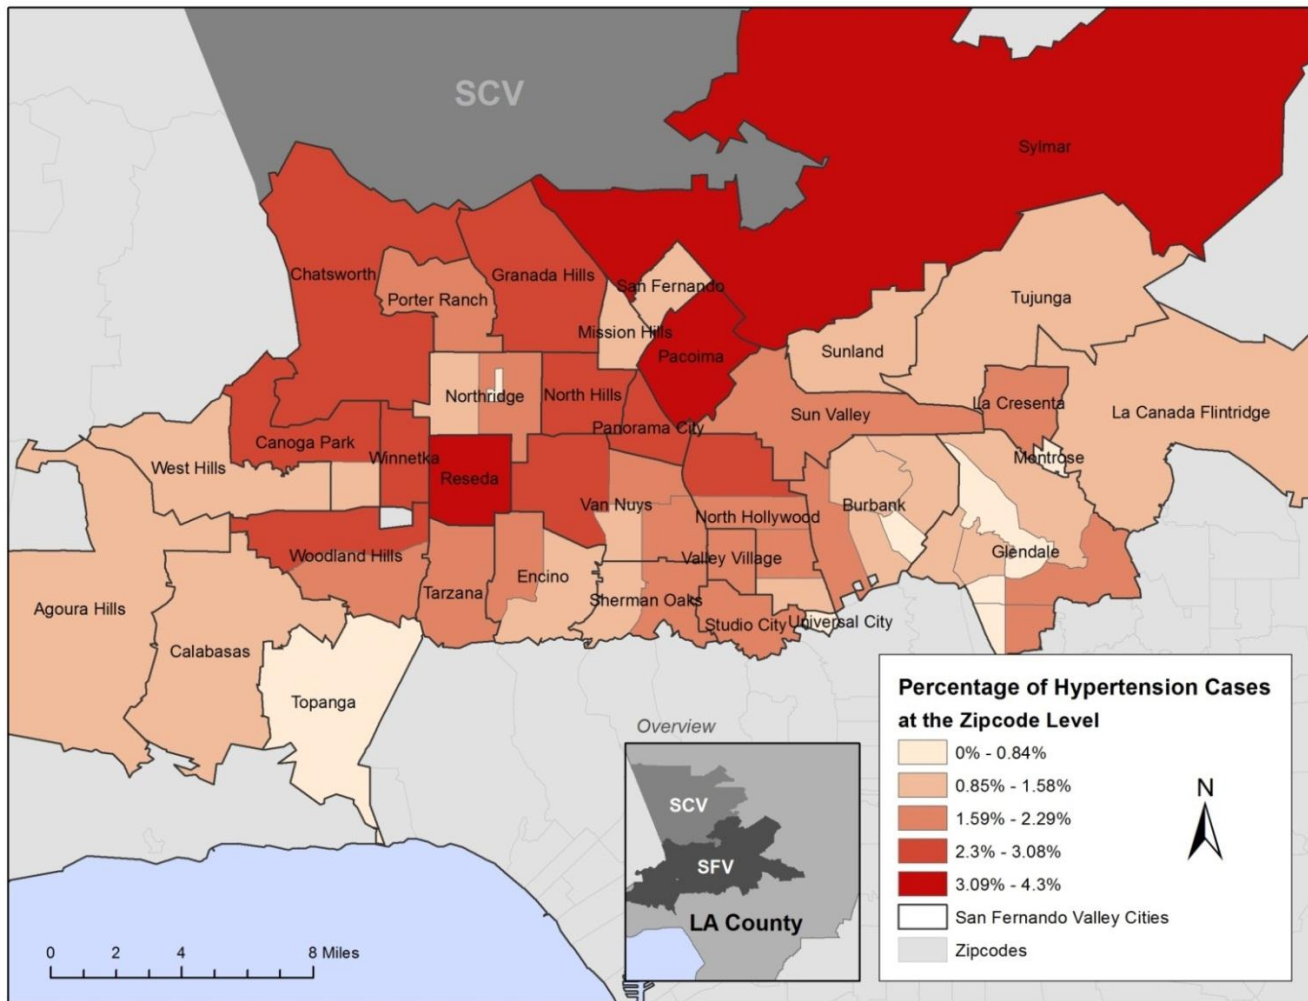 SCV
Sylmar
Chatsworth
Granada Hills
Porter Ranch
San Fernando
Tujunga
Mission Hills
Pacoima
Sunland
Northridge
North Hills
La Cresenta
Sun Valley
La Canada Flintridge
Panorama City
Canoga Park
Winnetka
West Hills
Montrose
Reseda
Van Nuys
Burbank
North Hollywood
Woodland Hills
Valley Village
Glendale
Encino
Tarzana
Sherman Oaks
Agoura Hills
Studio City
Universal City
Calabasas
Topanga
Overview
SCV
SFV
LA County
Percentage of Hypertension Cases
at the Zipcode Level
0% - 0.84%
0.85% - 1.58%
1.59% - 2.29%
2.3% - 3.08%
3.09% - 4.3%
San Fernando Valley Cities
Zipcodes
N
0 2 4 8 Miles